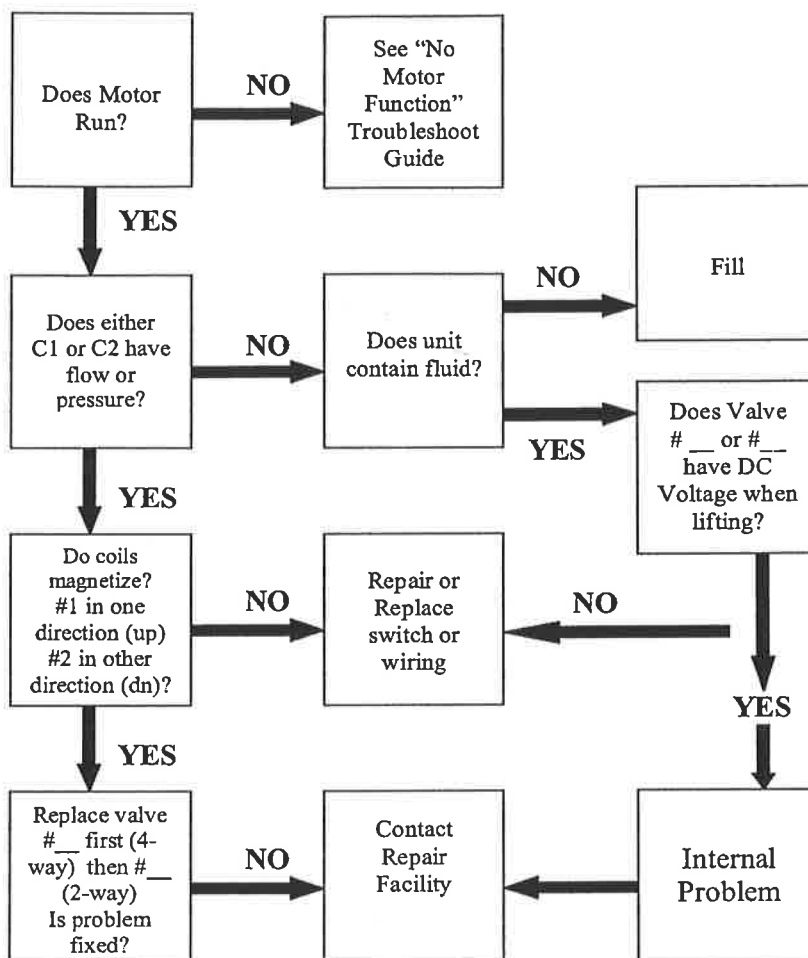 Does Motor
Run?
NO
See “No
Motor
Function”
Troubleshoot
Guide
YES
Does either
C1 or C2 have
flow or
pressure?
NO
Does unit
contain fluid?
NO
Fill
YES
Does Valve
# __ or #__
have DC
Voltage when
lifting?
YES
Do coils
magnetize?
#1 in one
direction (up)
#2 in other
direction (dn)?
NO
Repair or
Replace
switch or
wiring
NO
YES
YES
Replace valve
#__ first (4-
way) then #__
(2-way)
Is problem
fixed?
NO
Contact
Repair
Facility
Internal
Problem